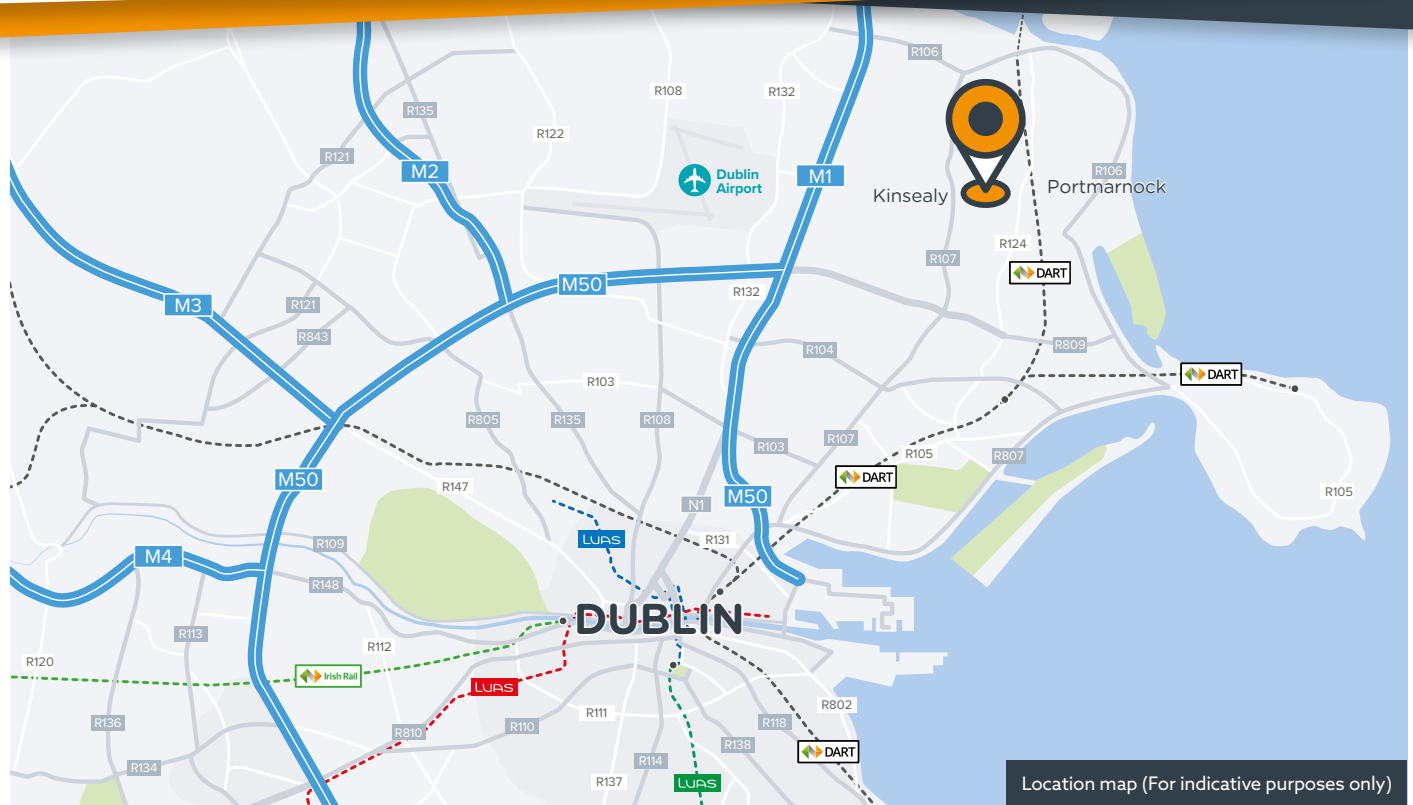 R106
R108
R132
R135
R122
R121
M2
M1
Dublin
Airport
R106
Kinsealy
Portmarnock
R124
R107
DART
M50
R132
M3
R121
R843
R809
R104
DART
R103
R805
R135
R108
R107
R103
R105
R807
DART
M50
R147
M50
N1
R105
LUAS
R131
R109
M4
R148
DUBLIN
R113
R112
R120
Irish Rail
LUAS
R802
R111
R136
R118
R110
R810
R138
DART
R114
R134
R137
LUAS
Location map (For indicative purposes only)